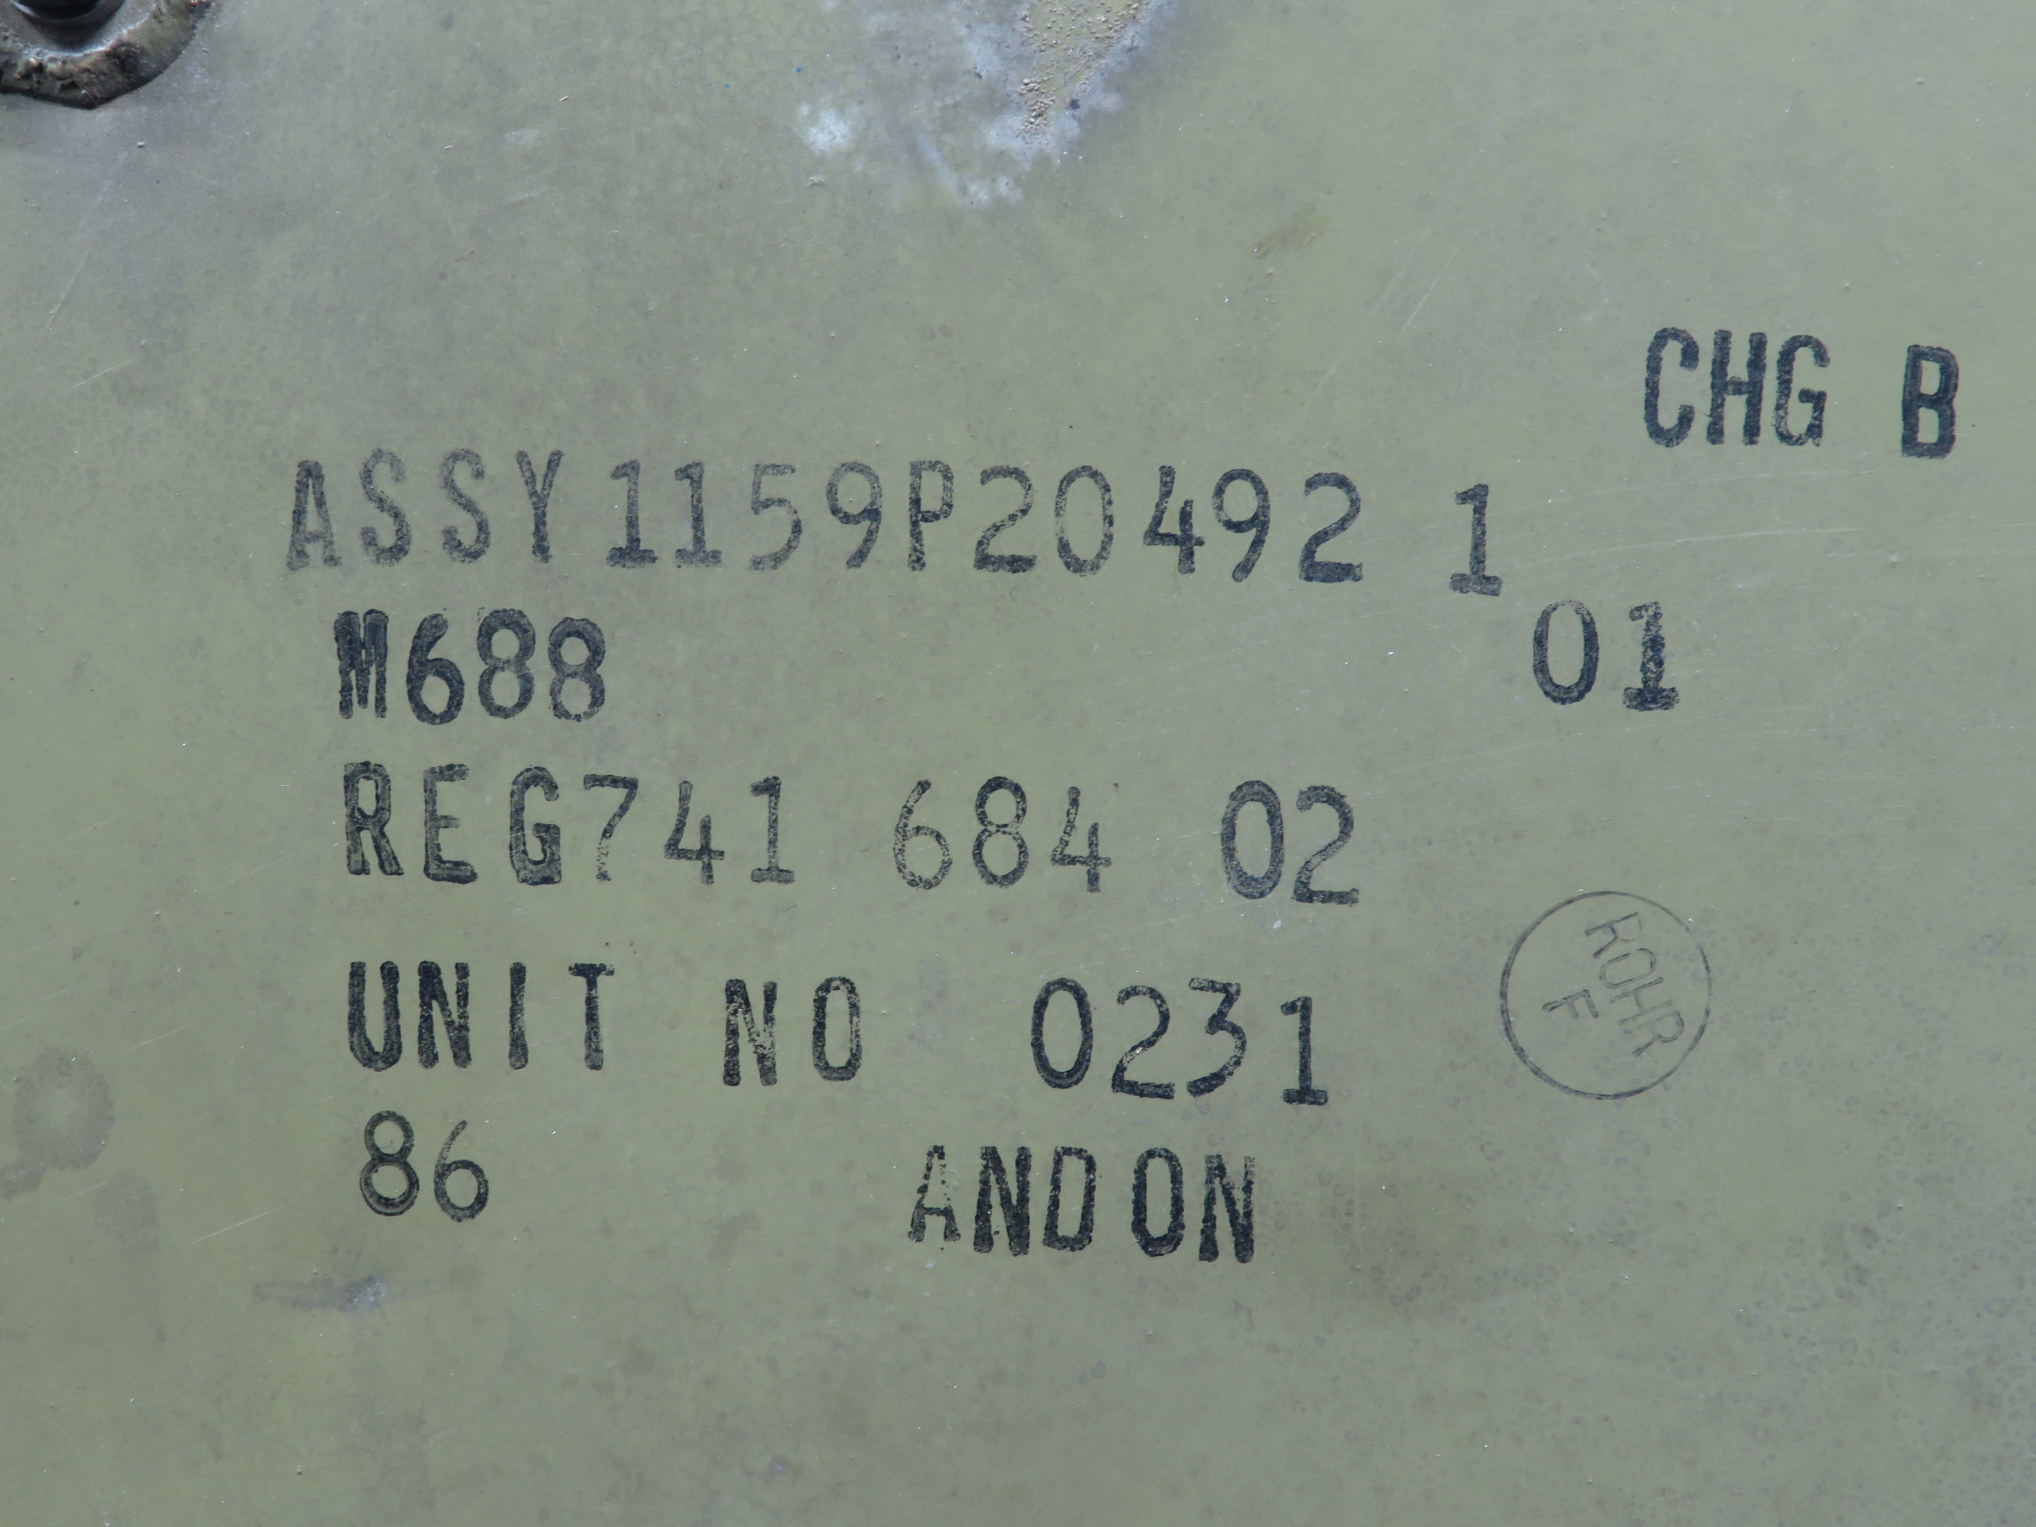 CHG B
ASSY 1159P20492 1
01
M688
REG741 684 02
UNIT NO 0231
ROHR
F
86 ANDON